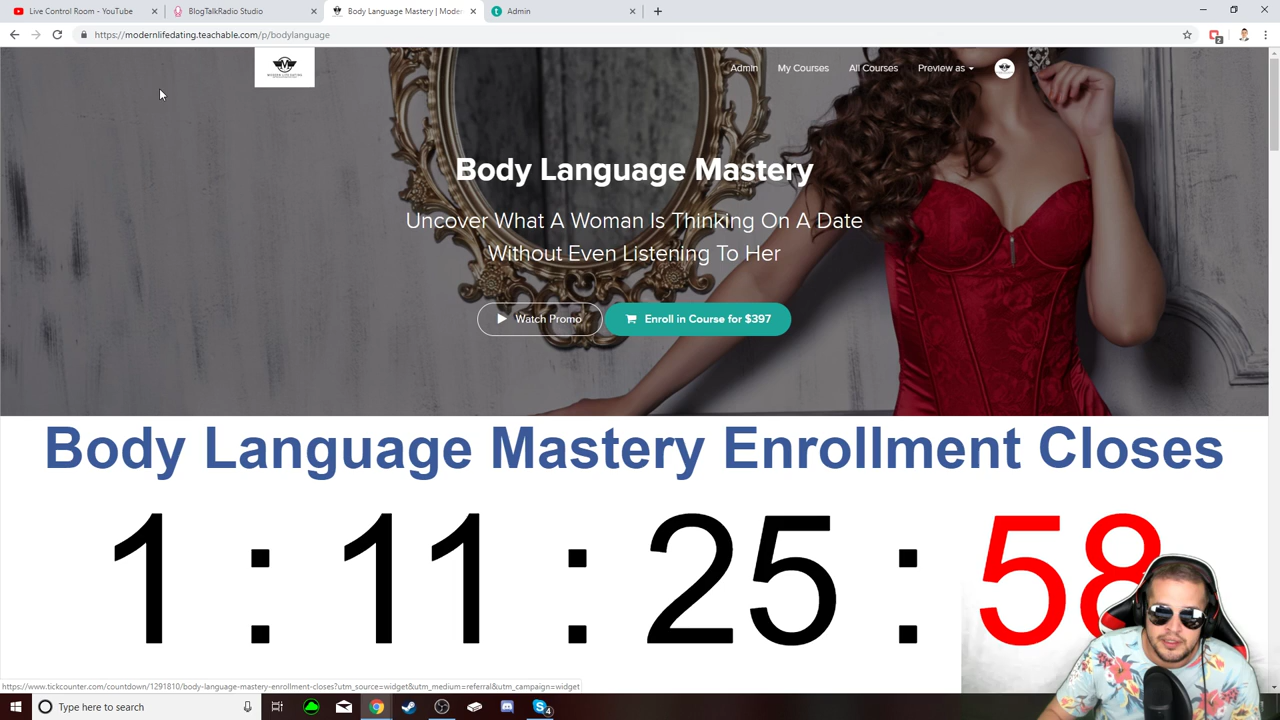 Live Control Room - YouTube
BlogTalkRadio Studio
Body Language Mastery | Moder
Admin
https://modernlifedating.teachable.com/p/bodylanguage
2
Admin
My Courses
All Courses
Preview as
Body Language Mastery
Uncover What A Woman Is Thinking On A Date
Without Even Listening To Her
Watch Promo
Enroll in Course for $397
Body Language Mastery Enrollment Closes
1 : 11 : 25 : 58
https://www.tickcounter.com/countdown/1291810/body-language-mastery-enrollment-closes?utm_source=widget&utm_medium=referral&utm_campaign=widget
Type here to search
4